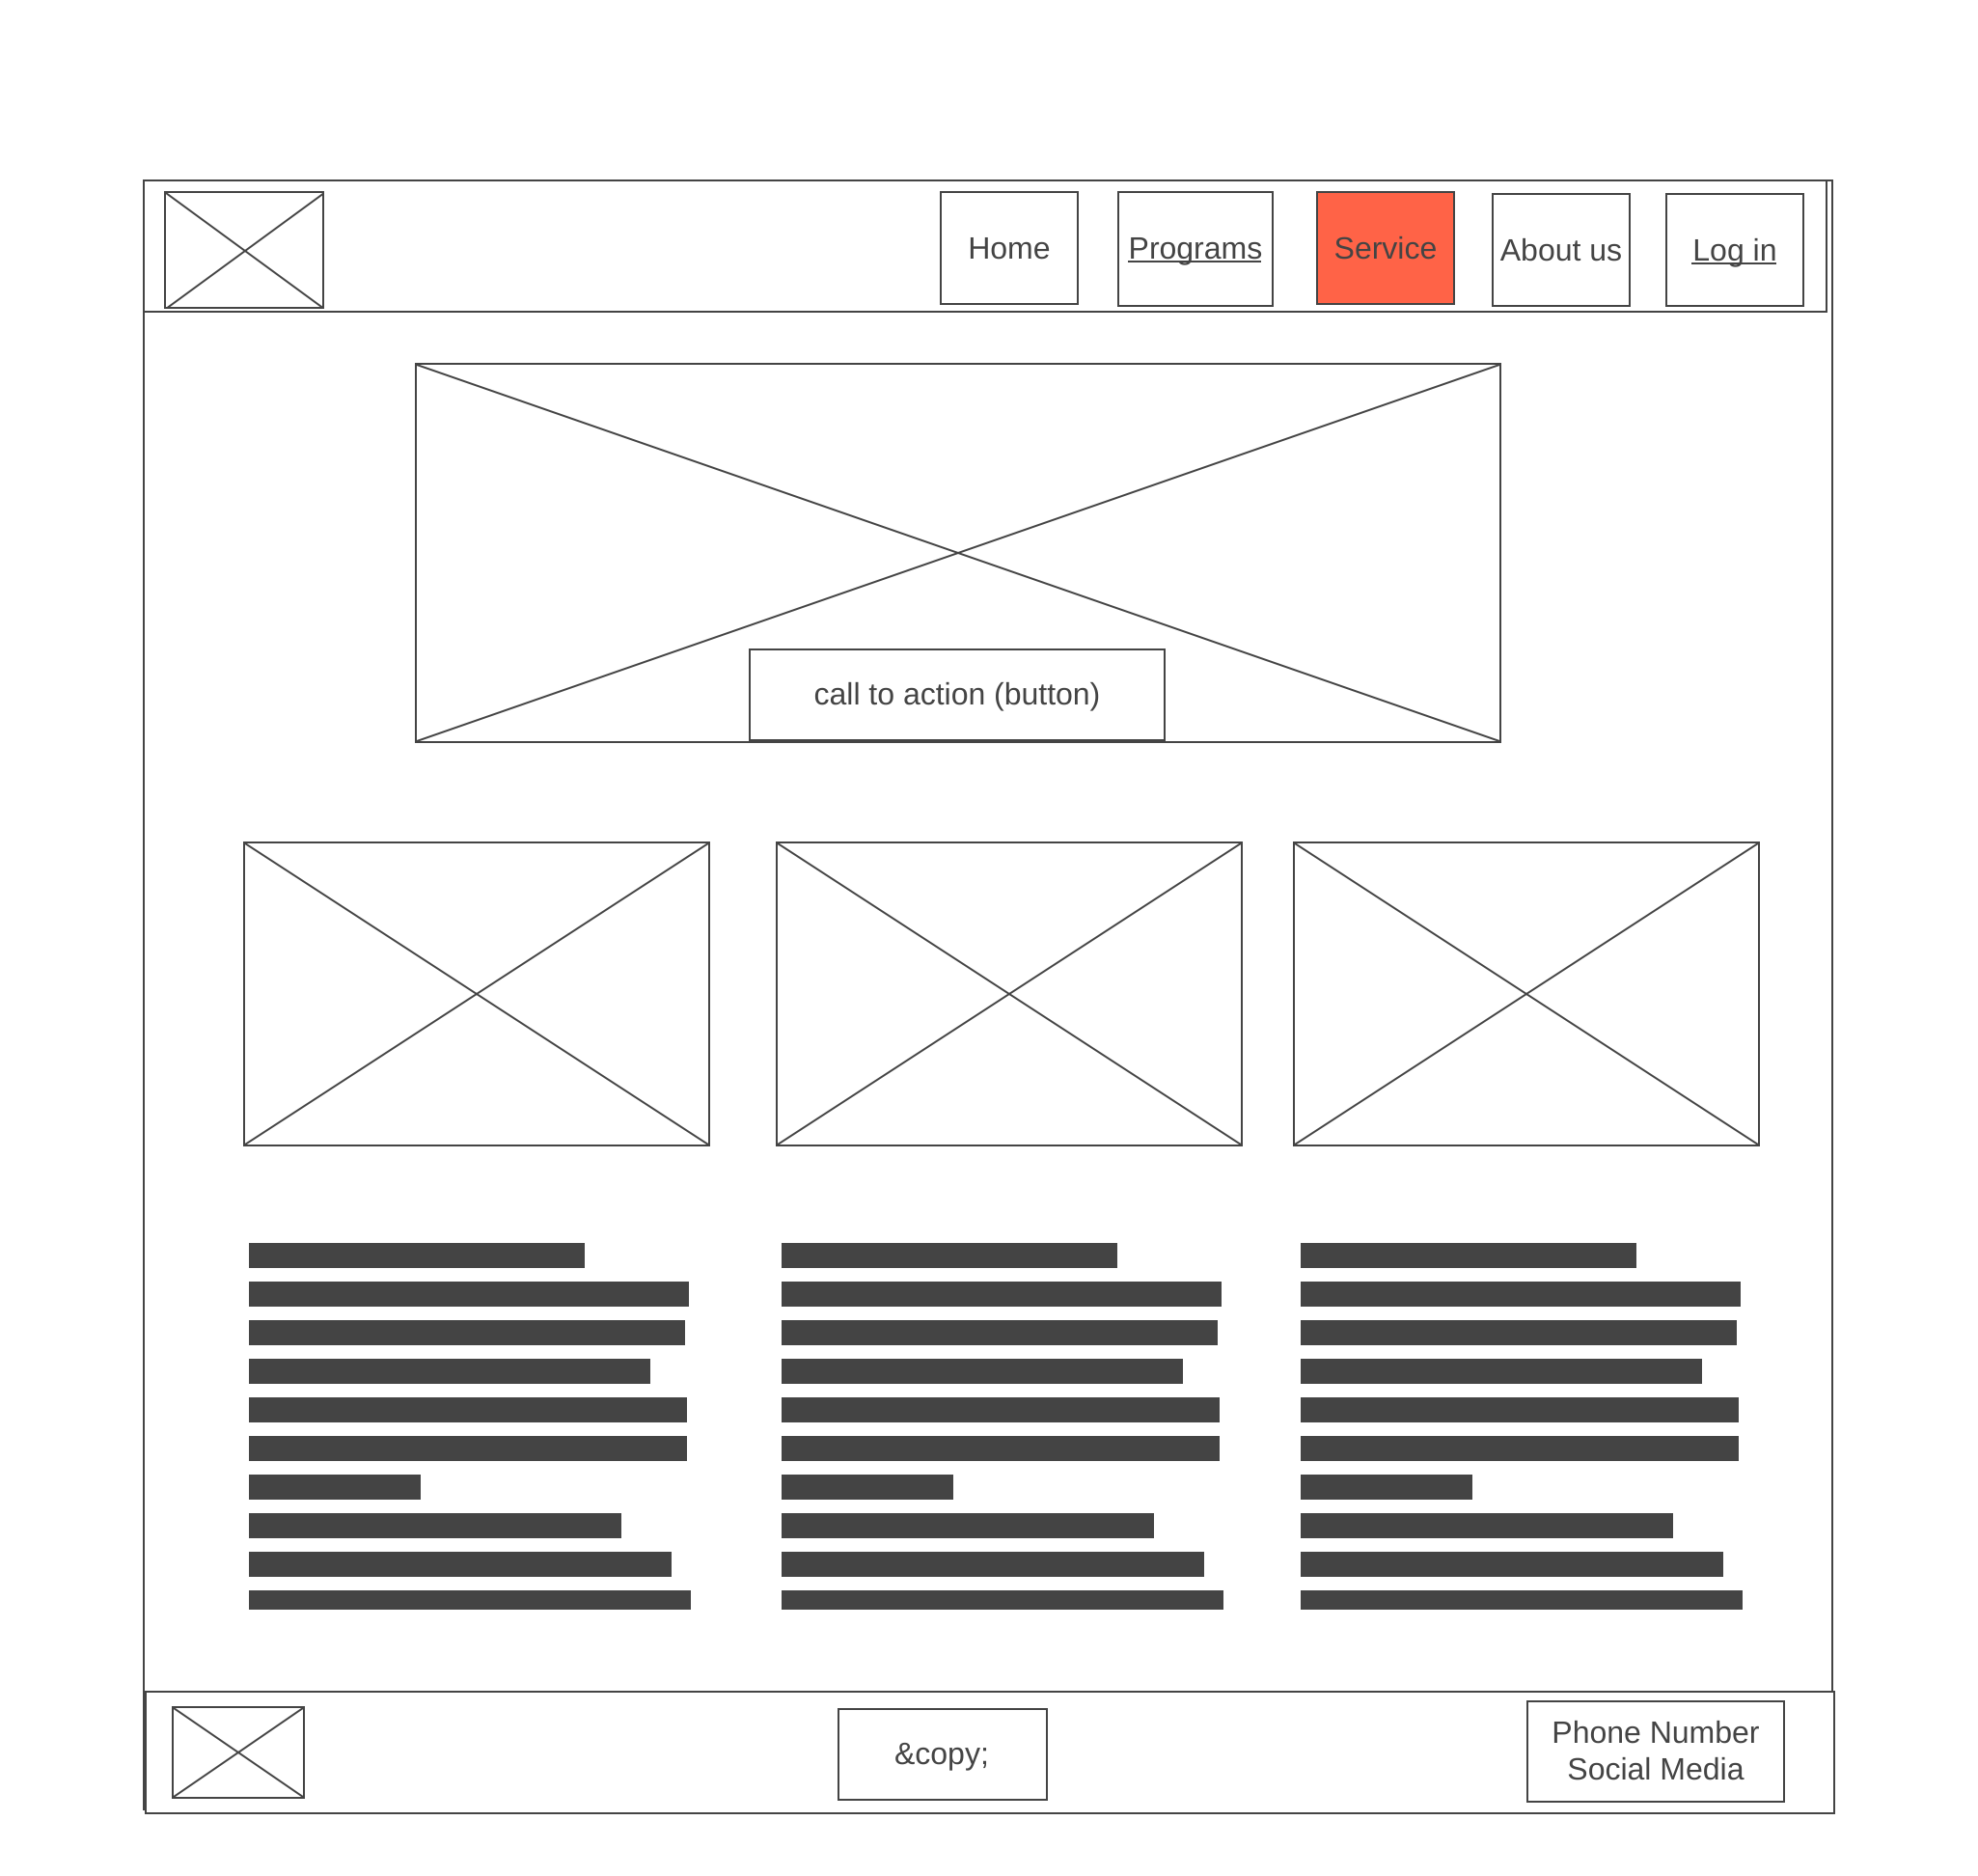 Home
Programs
Service
About us
Log in
call to action (button)
&copy;
Phone Number
Social Media